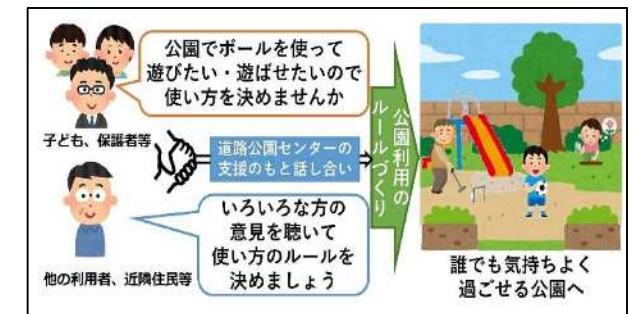 公園でボールを使って
遊びたい・遊ばせたいので
使い方を決めませんか
子ども、保護者等
道路公園センターの
支援のもと話し合い
いろいろな方の
意見を聴いて
使い方のルールを
決めましょう
他の利用者、近隣住民等
公園利用の
ルールづくり
誰でも気持ちよく
過ごせる公園へ